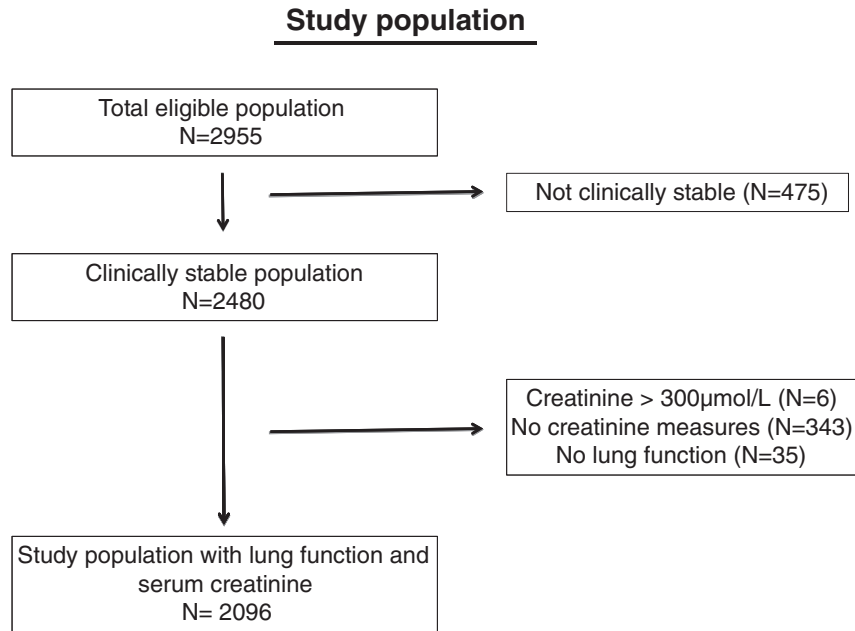 Study population
Total eligible population
N=2955
Not clinically stable (N=475)
Clinically stable population
N=2480
Creatinine > 300µmol/L (N=6)
No creatinine measures (N=343)
No lung function (N=35)
Study population with lung function and
serum creatinine
N= 2096